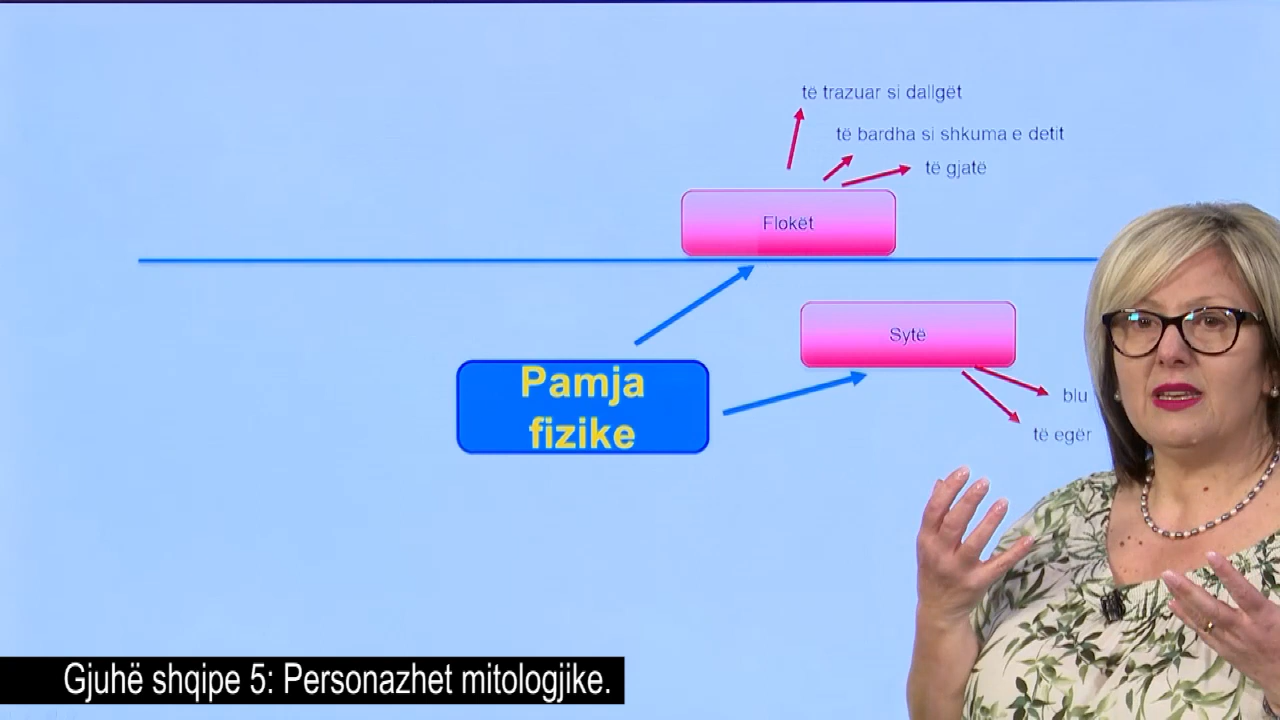 të trazuar si dallgët
të bardha si shkuma e detit
të gjatë
Flokët
Sytë
Pamja
fizike
blu
të egër
Gjuhë shqipe 5: Personazhet mitologjike.